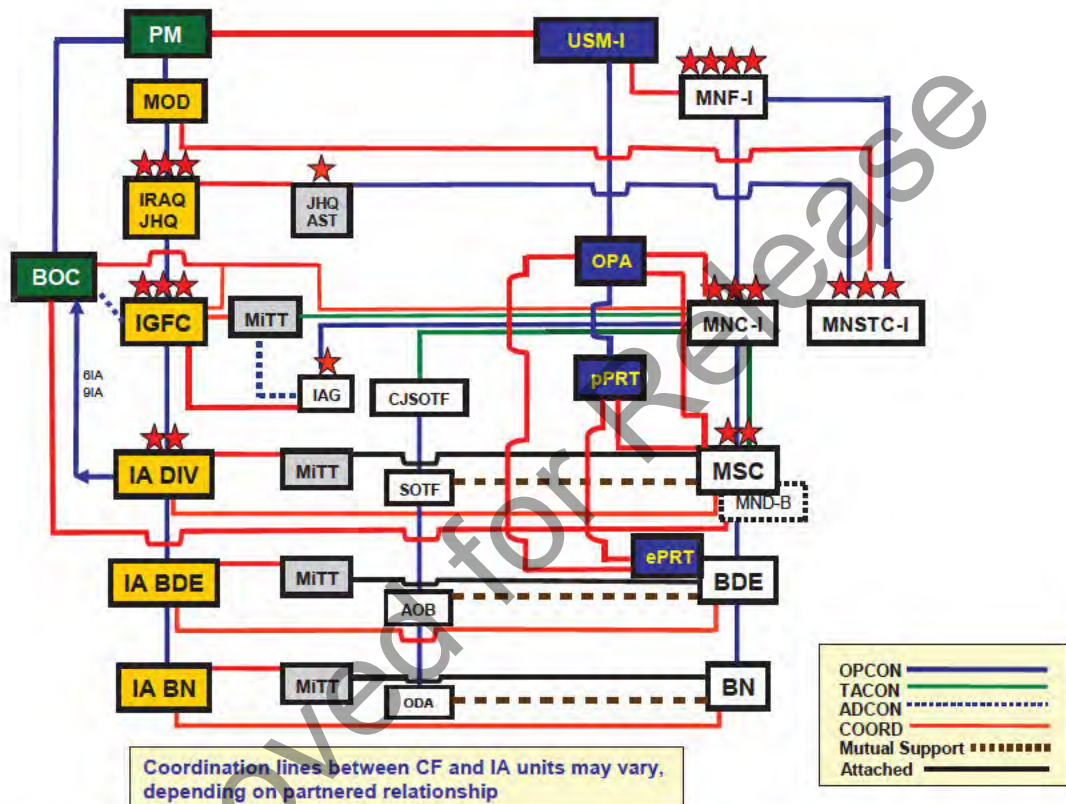 PM
USM-I
MNF-I
MOD
IRAQ
JHQ
JHQ
AST
BOC
OPA
IGFC
MiTT
MNC-I
MNSTC-I
6IA
9IA
IAG
CJSOTF
pPRT
IA DIV
MiTT
SOTF
MSC
MND-B
IA BDE
MiTT
AOB
ePRT
BDE
IA BN
MiTT
ODA
BN
OPCON
TACON
ADCON
COORD
Mutual Support
Attached
Coordination lines between CF and IA units may vary,
depending on partnered relationship
oved for Release